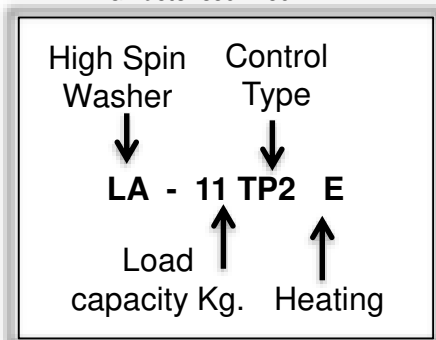 High Spin Control
Washer Type
LA - 11 TP2 E
Load
capacity Kg. Heating